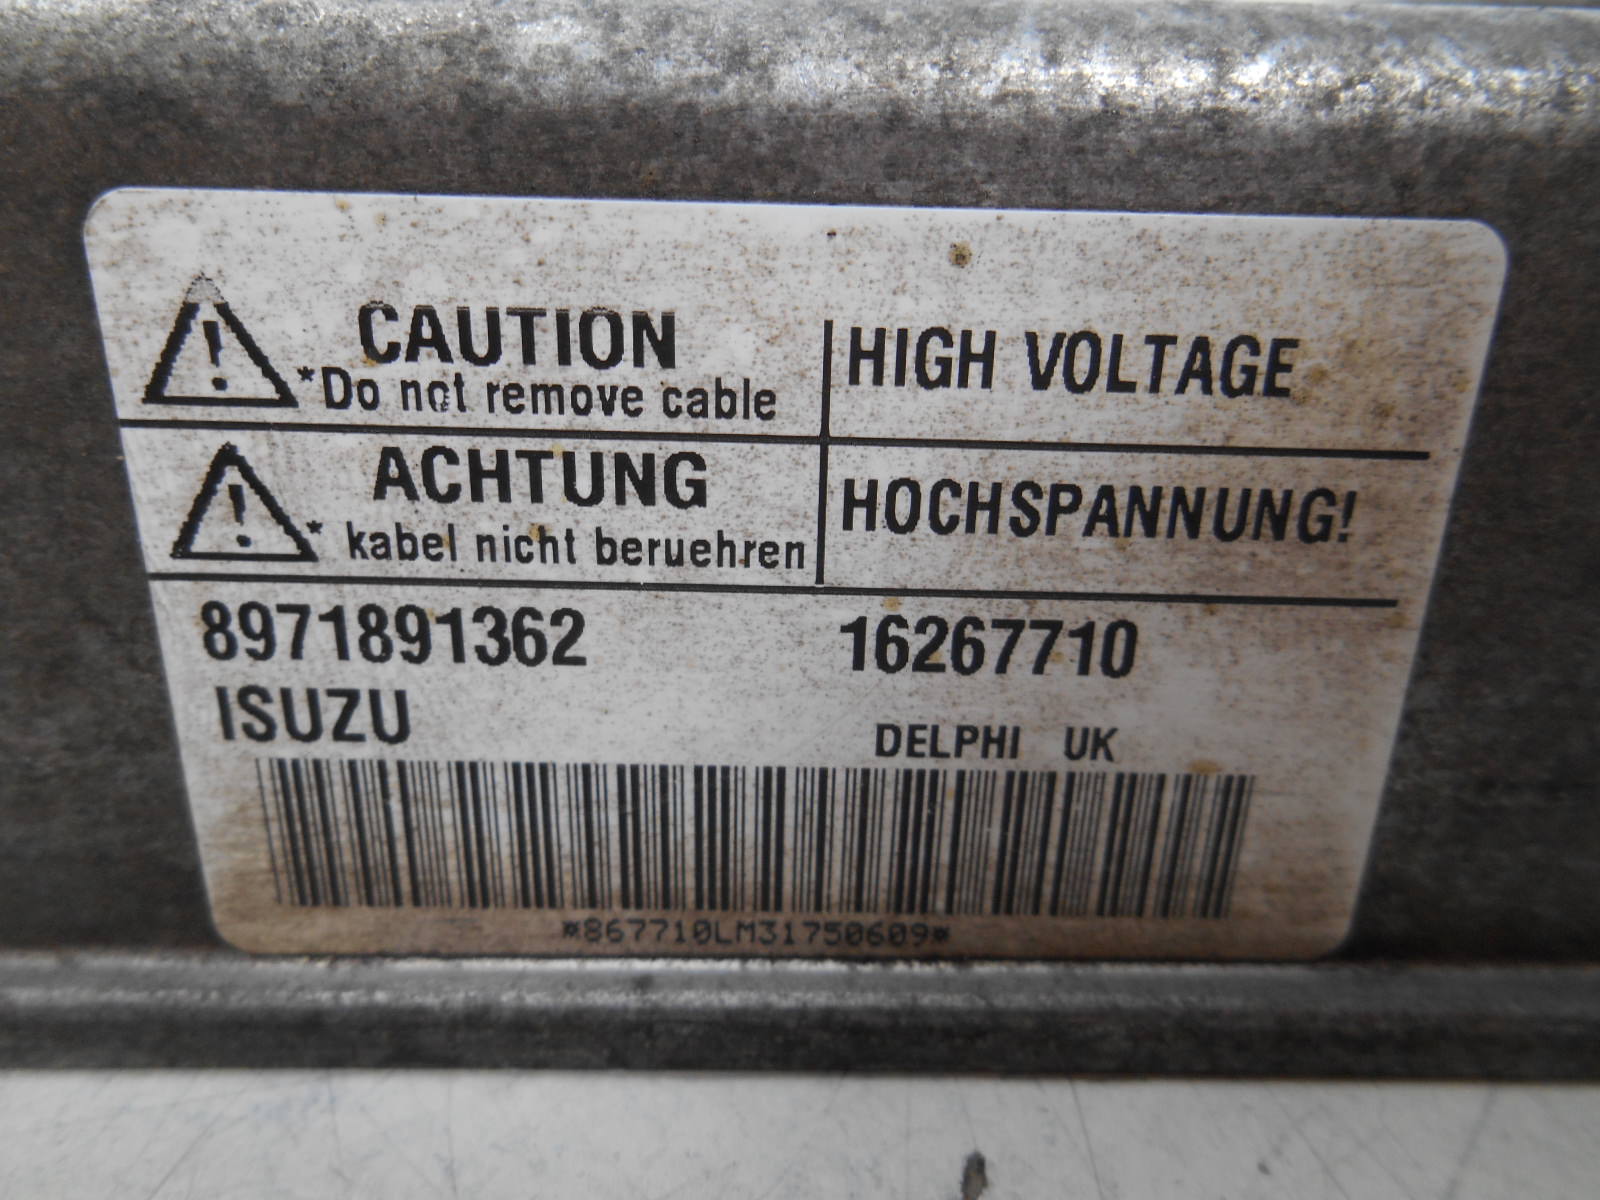 CAUTION
*Do not remove cable
HIGH VOLTAGE
ACHTUNG
* kabel nicht beruehren
HOCHSPANNUNG!
8971891362 16267710
ISUZU
DELPHI UK
*867710LM31750609*